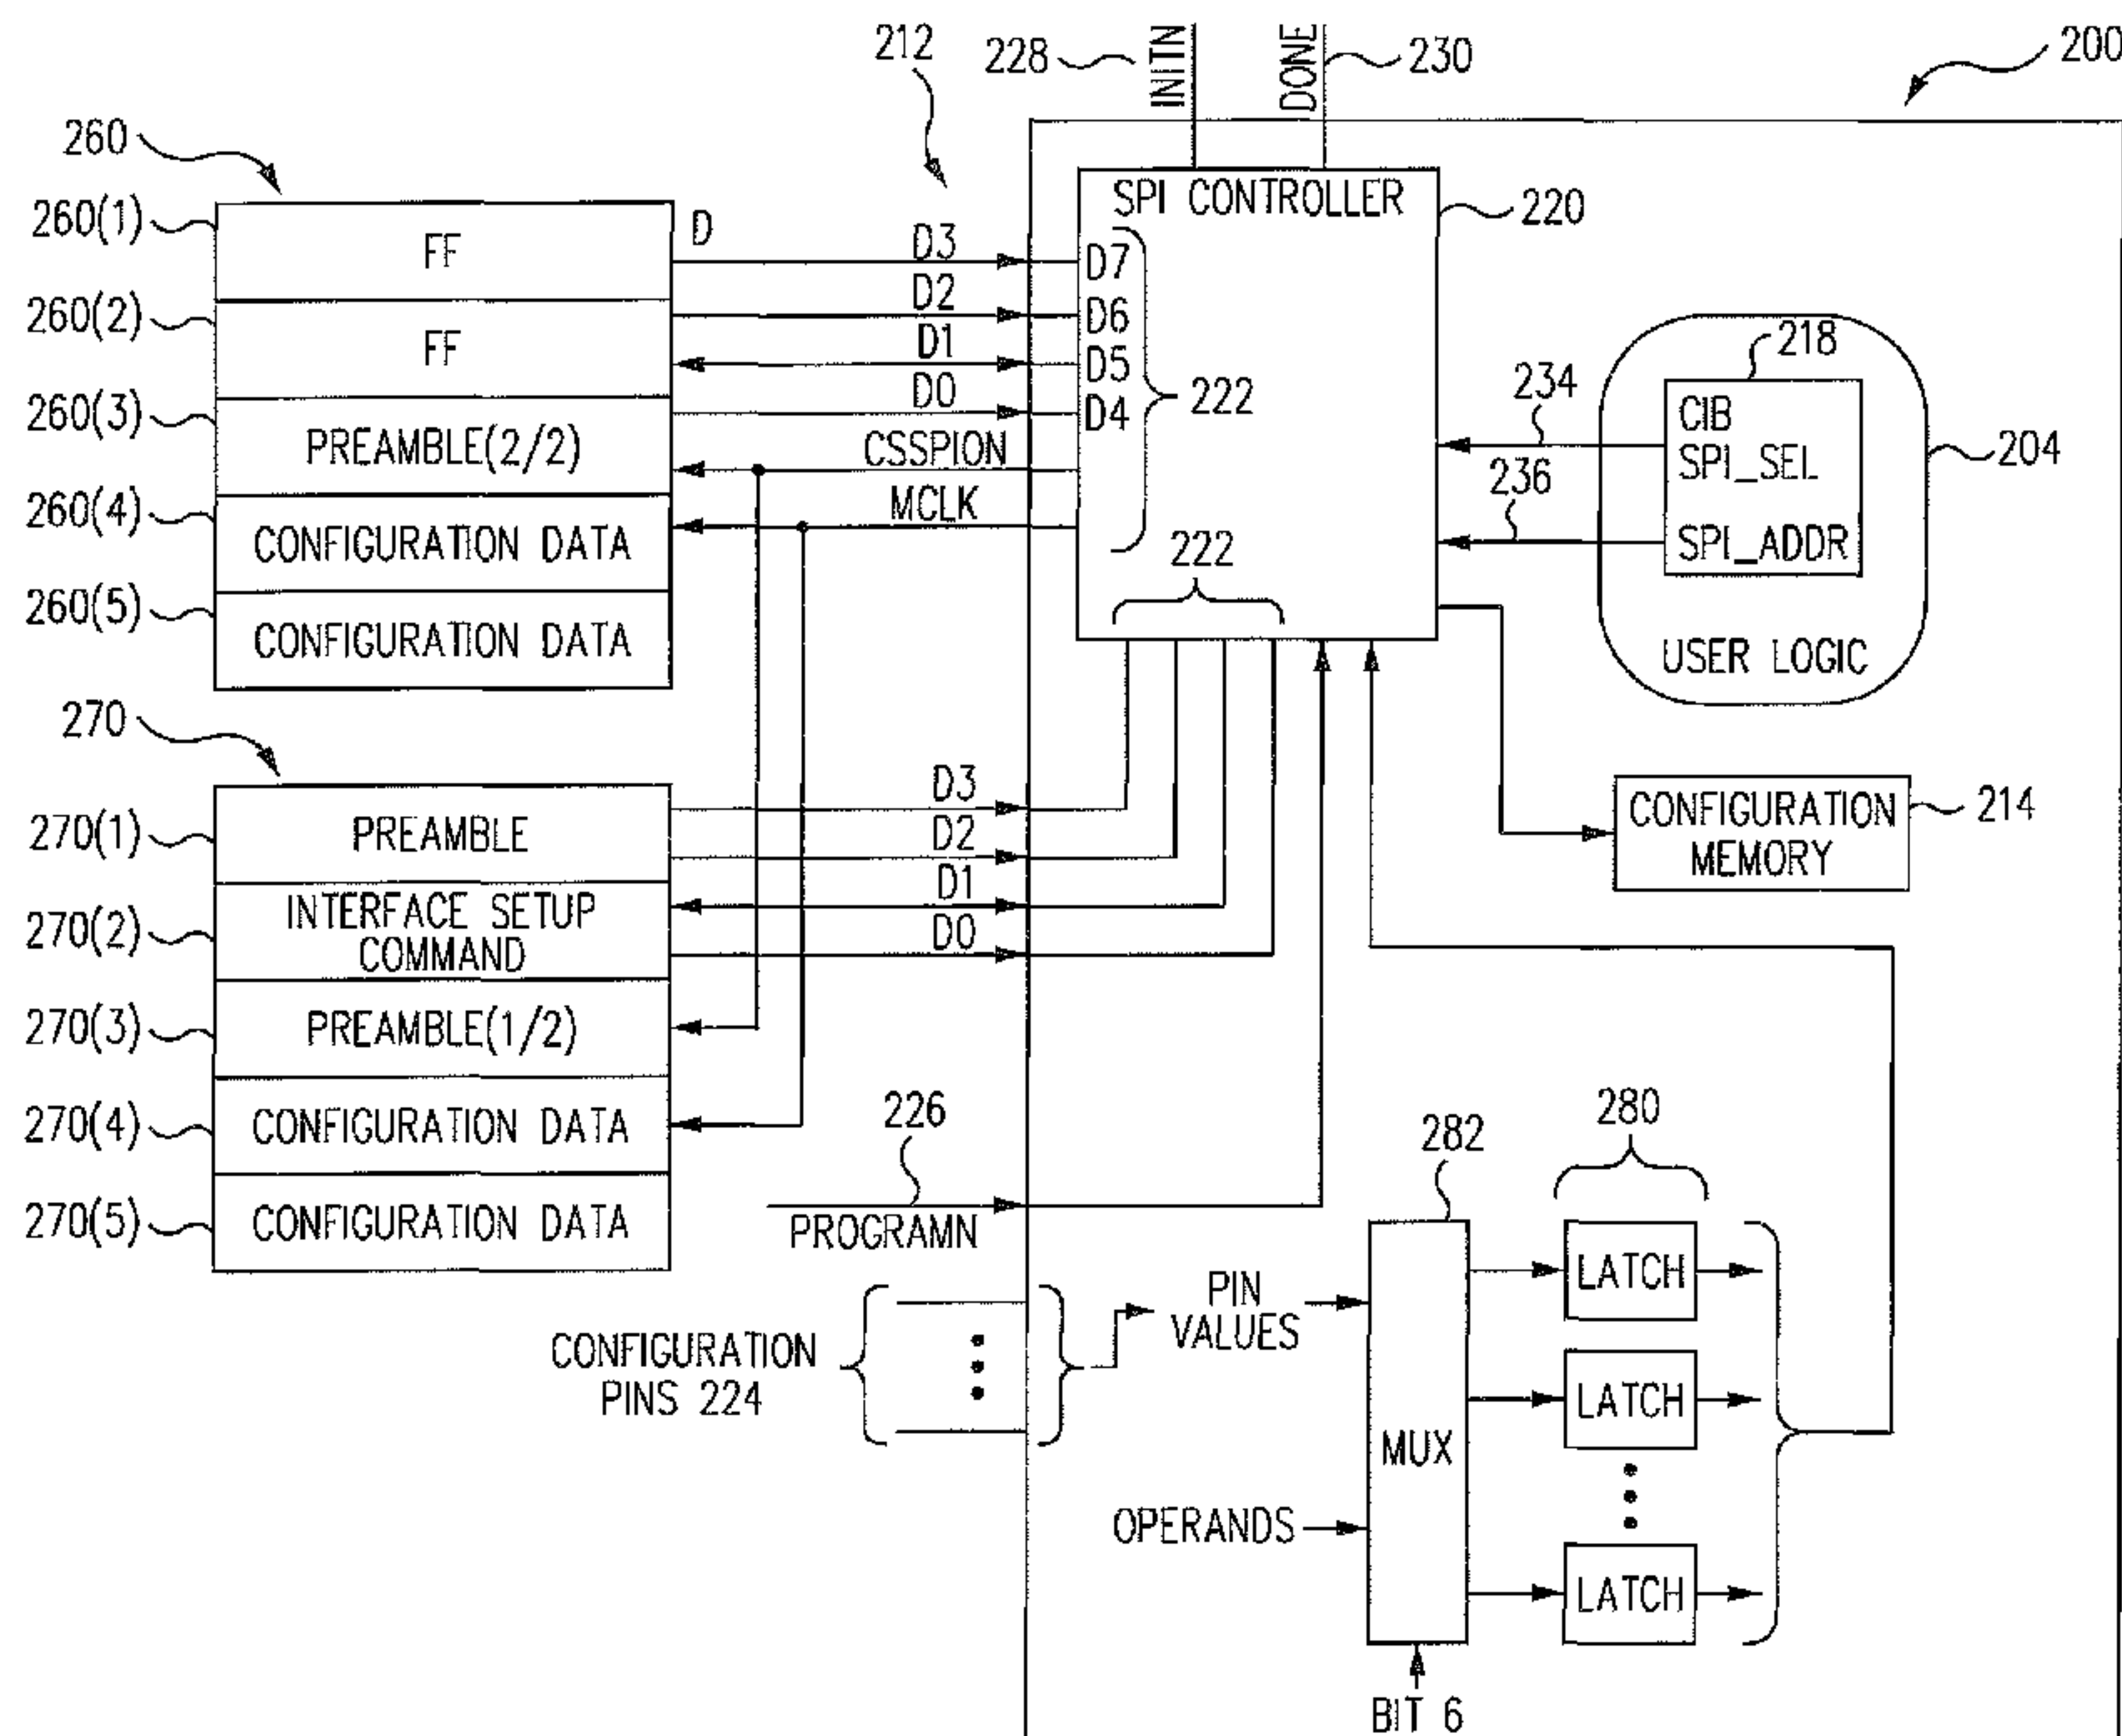 212
228
INITN
DONE
230
200
260
SPI CONTROLLER
220
260(1)
FF
D
D3
D7
260(2)
FF
D2
D6
D1
D5
222
218
260(3)
PREAMBLE(2/2)
D0
D4
234
CIB
SPI_SEL
204
CSSPION
236
260(4)
CONFIGURATION DATA
MCLK
222
SPI_ADDR
260(5)
CONFIGURATION DATA
USER LOGIC
270
270(1)
PREAMBLE
D3
D2
CONFIGURATION
MEMORY
214
270(2)
INTERFACE SETUP
COMMAND
D1
D0
270(3)
PREAMBLE(1/2)
270(4)
CONFIGURATION DATA
226
282
280
270(5)
CONFIGURATION DATA
PROGRAMN
PIN
VALUES
LATCH
CONFIGURATION
PINS 224
MUX
LATCH
OPERANDS
LATCH
BIT 6